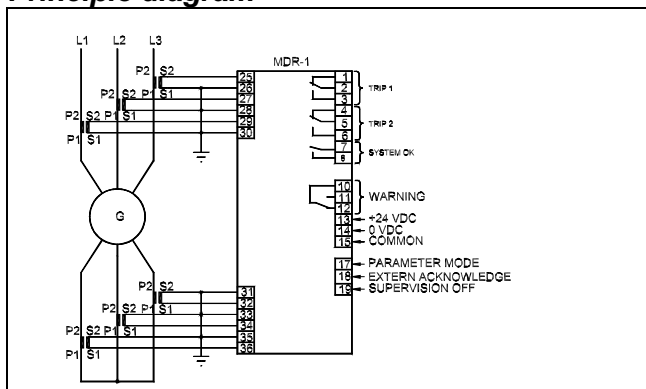 Principle diagram
L1 L2 L3
MDR-1
P2 S2
P1 S1
P2 S2
P1 S1
P2 S2
P1 S1
25
26
27
28
29
30
1
2
3
TRIP 1
4
5
6
TRIP 2
7
8
SYSTEM OK
10
11
12
WARNING
13 +24 VDC
14 0 VDC
15 COMMON
17 PARAMETER MODE
18 EXTERN ACKNOWLEDGE
19 SUPERVISION OFF
G
P2 S2
P1 S1
P2 S2
P1 S1
P2 S2
P1 S1
31
32
33
34
35
36